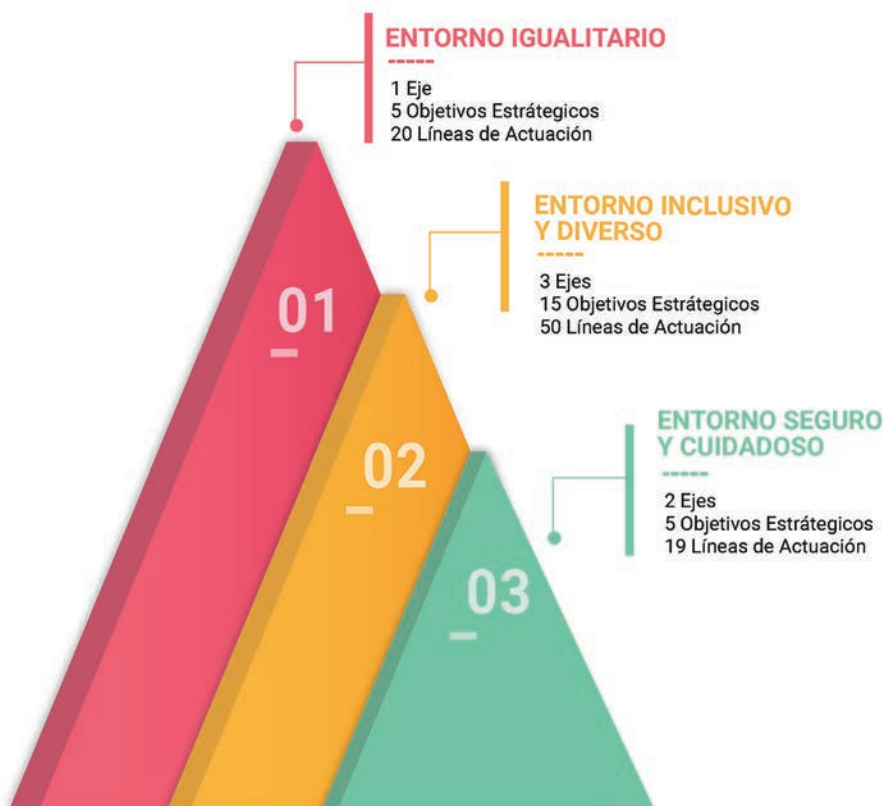 ENTORNO IGUALITARIO
1 Eje
5 Objetivos Estrátegicos
20 Líneas de Actuación
ENTORNO INCLUSIVO
Y DIVERSO
3 Ejes
15 Objetivos Estrátegicos
50 Líneas de Actuación
ENTORNO SEGURO
Y CUIDADOSO
2 Ejes
5 Objetivos Estrátegicos
19 Líneas de Actuación
01
02
03